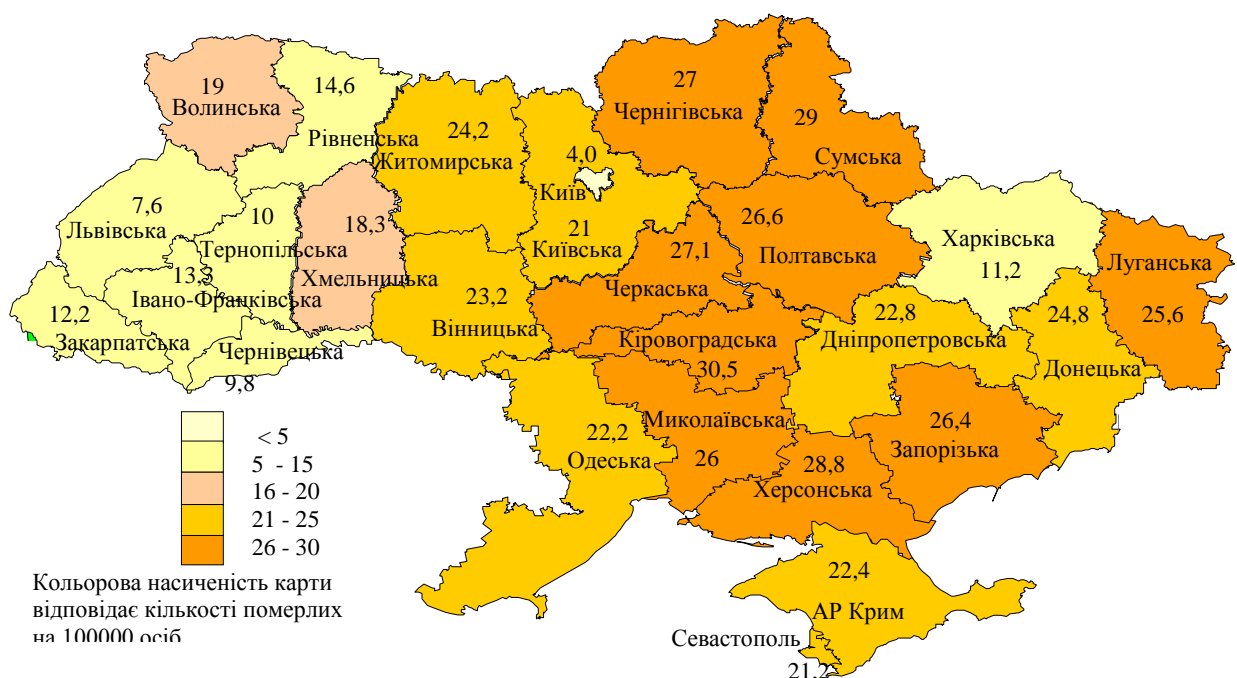 19
Волинська
14,6
Рівненська
24,2
Житомирська
4,0
Київ
21
Київська
27
Чернігівська
29
Сумська
7,6
Львівська
10
Тернопільська
18,3
Хмельницька
13,3
Івано-Франківська
12,2
Закарпатська
Чернівецька
9,8
23,2
Вінницька
27,1
Черкаська
26,6
Полтавська
Харківська
11,2
Луганська
25,6
Кіровоградська
30,5
22,8
Дніпропетровська
24,8
Донецька
22,2
Одеська
Миколаївська
26
28,8
Херсонська
26,4
Запорізька
22,4
АР Крим
Севастополь
21,2
< 5
5 - 15
16 - 20
21 - 25
26 - 30
Кольорова насиченість карти
відповідає кількості померлих
на 100000 осіб